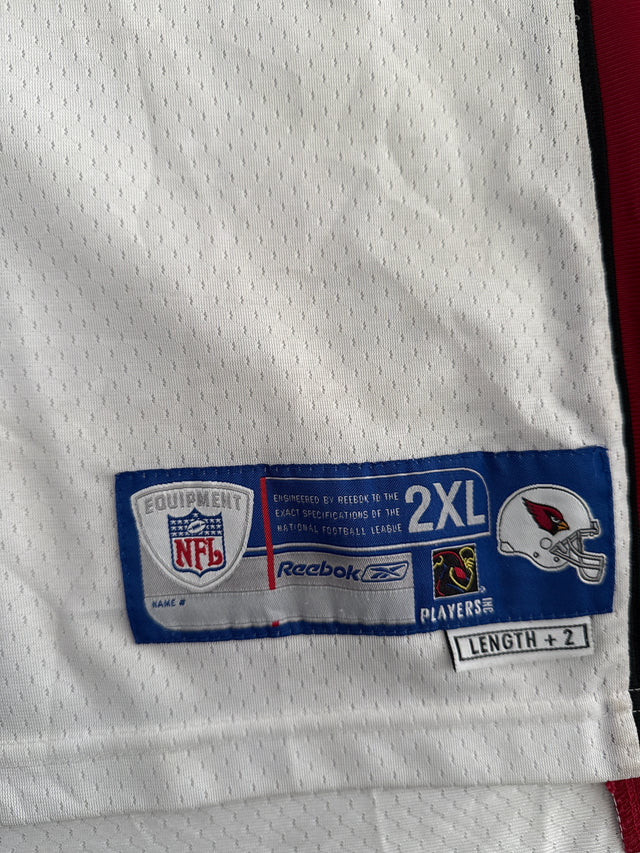 EQUIPMENT
NFL
NAME #
ENGINEERED BY REEBOK TO THE
EXACT SPECIFICATIONS OF THE
NATIONAL FOOTBALL LEAGUE
2XL
Reebok
PLAYERS INC
LENGTH + 2